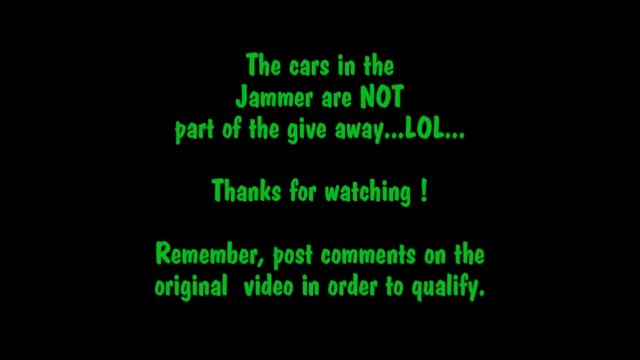 The cars in the
Jammer are NOT
part of the give away...LOL...
Thanks for watching !
Remember, post comments on the
original  video in order to qualify.